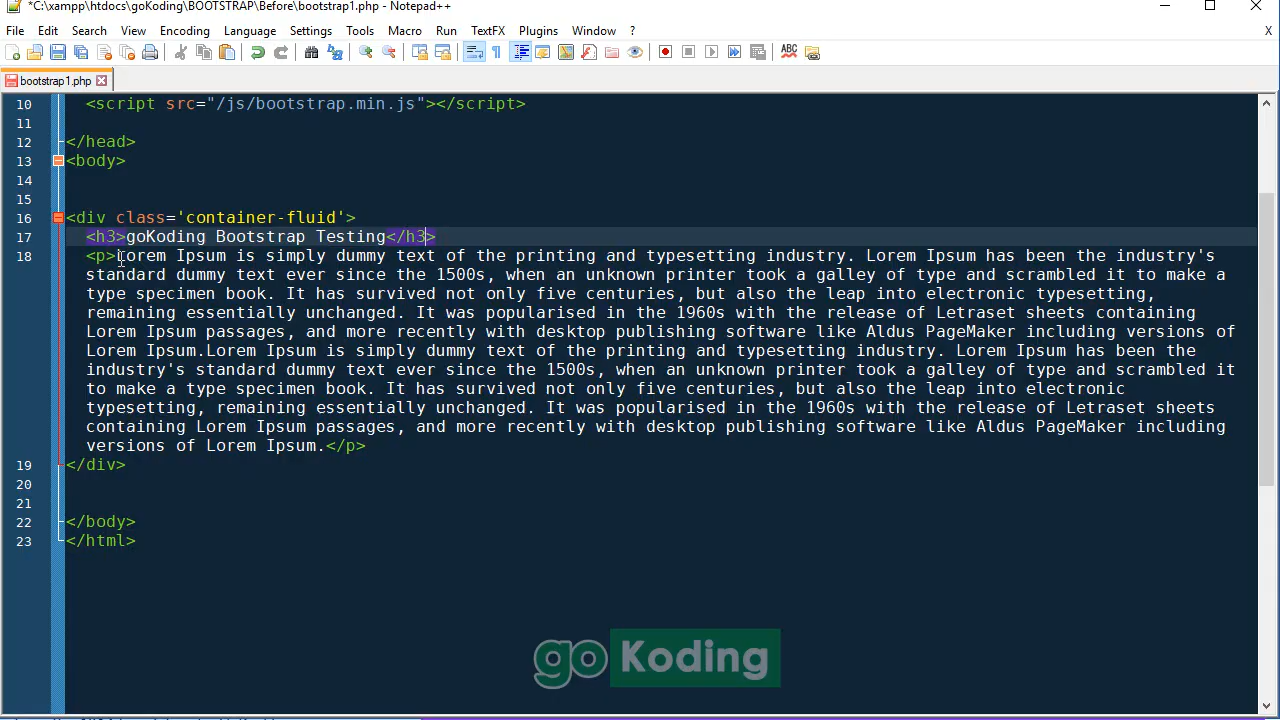 *C:\xampp\htdocs\goKoding\BOOTSTRAP\Before\bootstrap1.php - Notepad++
File Edit Search View Encoding Language Settings Tools Macro Run TextFX Plugins Window ? X
ABC
bootstrap1.php
10 <script src="/js/bootstrap.min.js"></script>
11
12 </head>
13 <body>
14
15
16 <div class='container-fluid'>
17 <h3>goKoding Bootstrap Testing</h3>
18 <p>Lorem Ipsum is simply dummy text of the printing and typesetting industry. Lorem Ipsum has been the industry's
standard dummy text ever since the 1500s, when an unknown printer took a galley of type and scrambled it to make a
type specimen book. It has survived not only five centuries, but also the leap into electronic typesetting,
remaining essentially unchanged. It was popularised in the 1960s with the release of Letraset sheets containing
Lorem Ipsum passages, and more recently with desktop publishing software like Aldus PageMaker including versions of
Lorem Ipsum.Lorem Ipsum is simply dummy text of the printing and typesetting industry. Lorem Ipsum has been the
industry's standard dummy text ever since the 1500s, when an unknown printer took a galley of type and scrambled it
to make a type specimen book. It has survived not only five centuries, but also the leap into electronic
typesetting, remaining essentially unchanged. It was popularised in the 1960s with the release of Letraset sheets
containing Lorem Ipsum passages, and more recently with desktop publishing software like Aldus PageMaker including
versions of Lorem Ipsum.</p>
19 </div>
20
21
22 </body>
23 </html>
go Koding